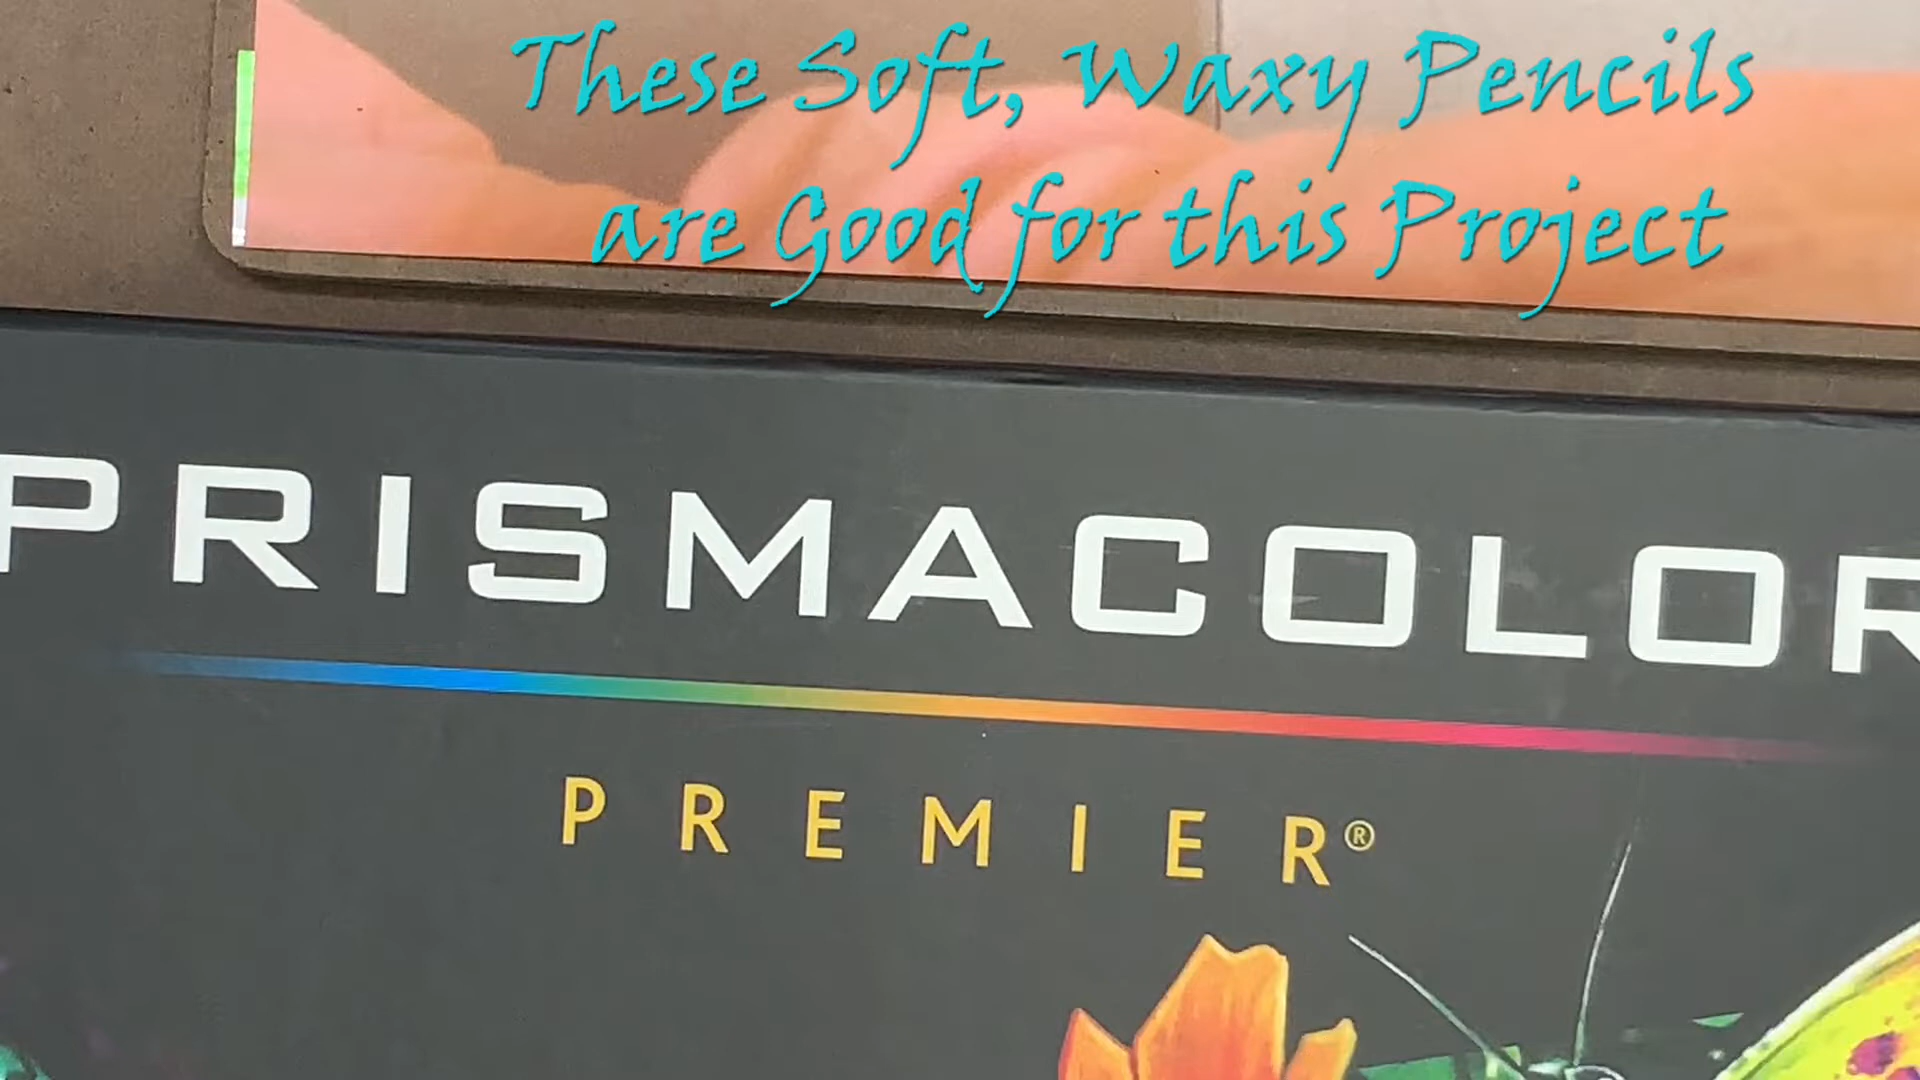 These Soft, Waxy Pencils
are Good for this Project
PRISMACOLOR
PREMIER®